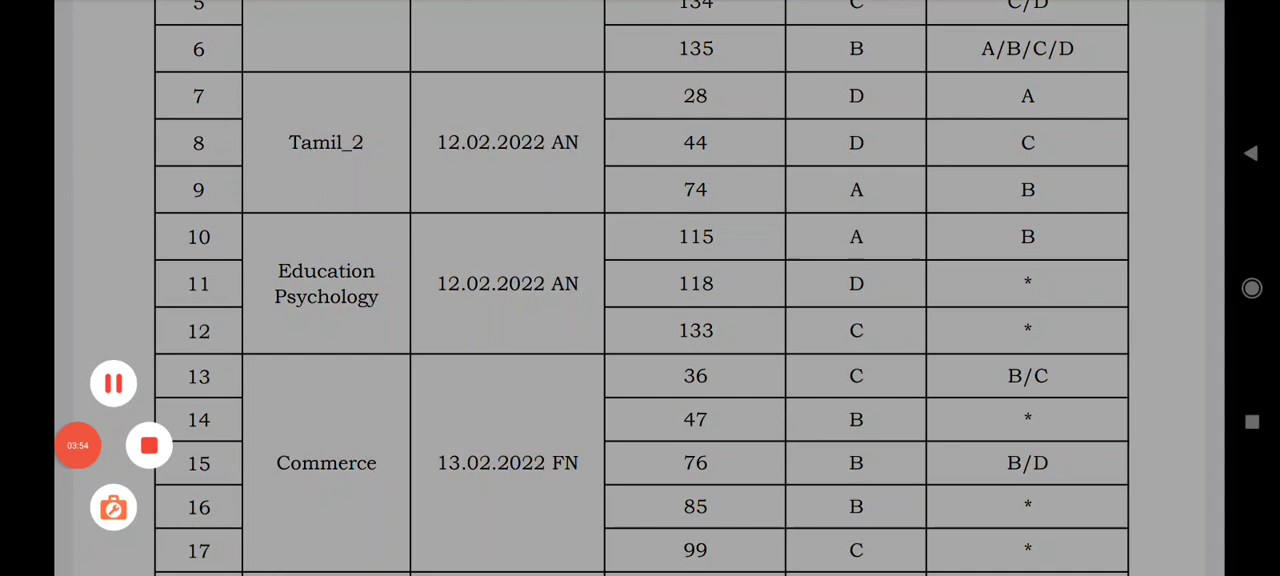 5 134 C C/D
6 135 B A/B/C/D
7 28 D A
8 Tamil_2 12.02.2022 AN 44 D C
9 74 A B
10 115 A B
11 Education Psychology 12.02.2022 AN 118 D *
12 133 C *
13 36 C B/C
14 47 B *
15 Commerce 13.02.2022 FN 76 B B/D
16 85 B *
17 99 C *
03:54